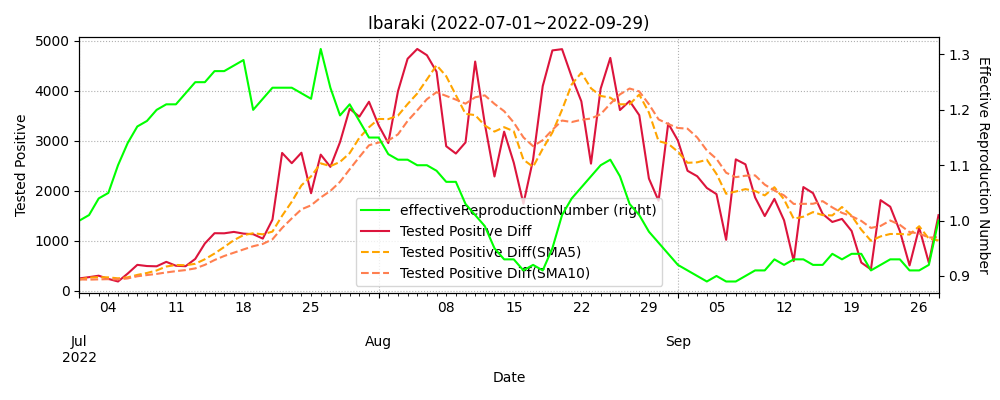 Ibaraki (2022-07-01~2022-09-29)
Tested Positive
5000
4000
3000
2000
1000
0
1.3
1.2
1.1
1.0
0.9
Effective Reproduction Number
effectiveReproductionNumber (right)
Tested Positive Diff
Tested Positive Diff(SMA5)
Tested Positive Diff(SMA10)
04 11 18 25 08 15 22 29 05 12 19 26
Jul Aug Sep
2022
Date